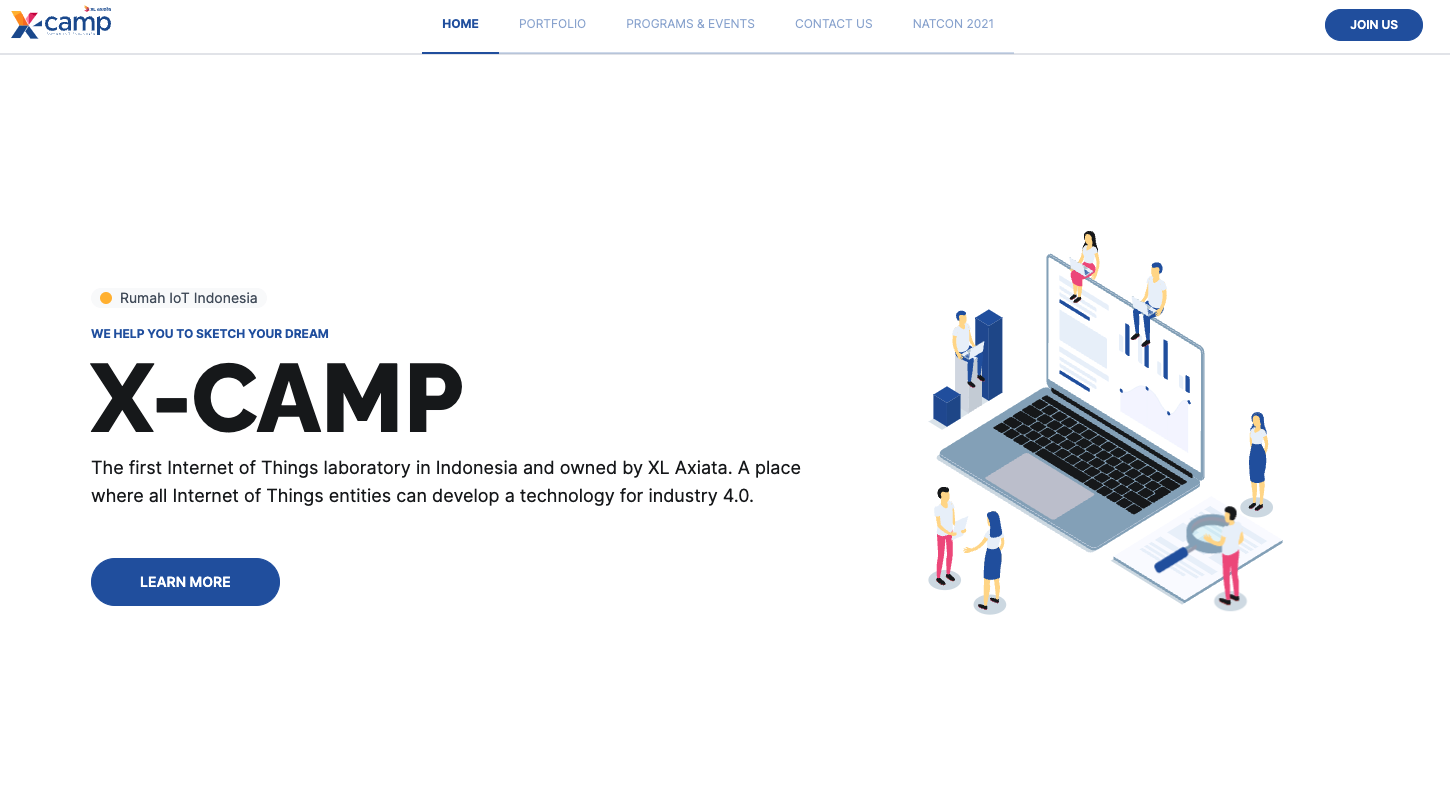 XL axiata
X-camp
HOME
PORTFOLIO
PROGRAMS & EVENTS
CONTACT US
NATCON 2021
JOIN US
Rumah IoT Indonesia
WE HELP YOU TO SKETCH YOUR DREAM
X-CAMP
The first Internet of Things laboratory in Indonesia and owned by XL Axiata. A place
where all Internet of Things entities can develop a technology for industry 4.0.
LEARN MORE